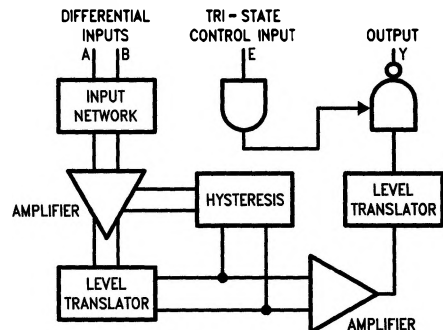 DIFFERENTIAL
INPUTS
A
B
TRI-STATE
CONTROL INPUT
E
OUTPUT
Y
INPUT
NETWORK
AMPLIFIER
HYSTERESIS
LEVEL
TRANSLATOR
LEVEL
TRANSLATOR
AMPLIFIER